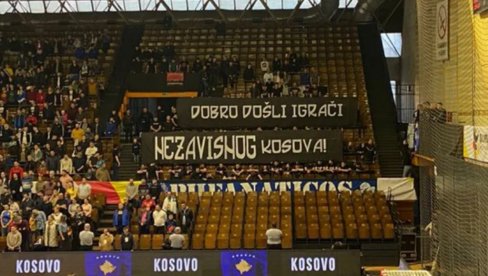 DOBRO DOŠLI IGRAČI
NEZAVISNOG KOSOVA!
KOSOVO KOSOVO KOSOVO